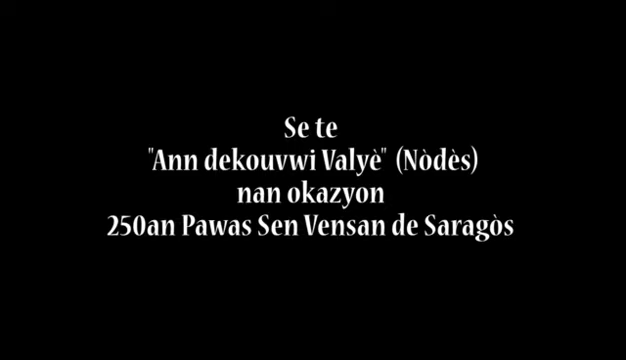 Se te
"Ann dekouvwi Valyè" (Nòdès)
nan okazyon
250an Pawas Sen Vensan de Saragòs